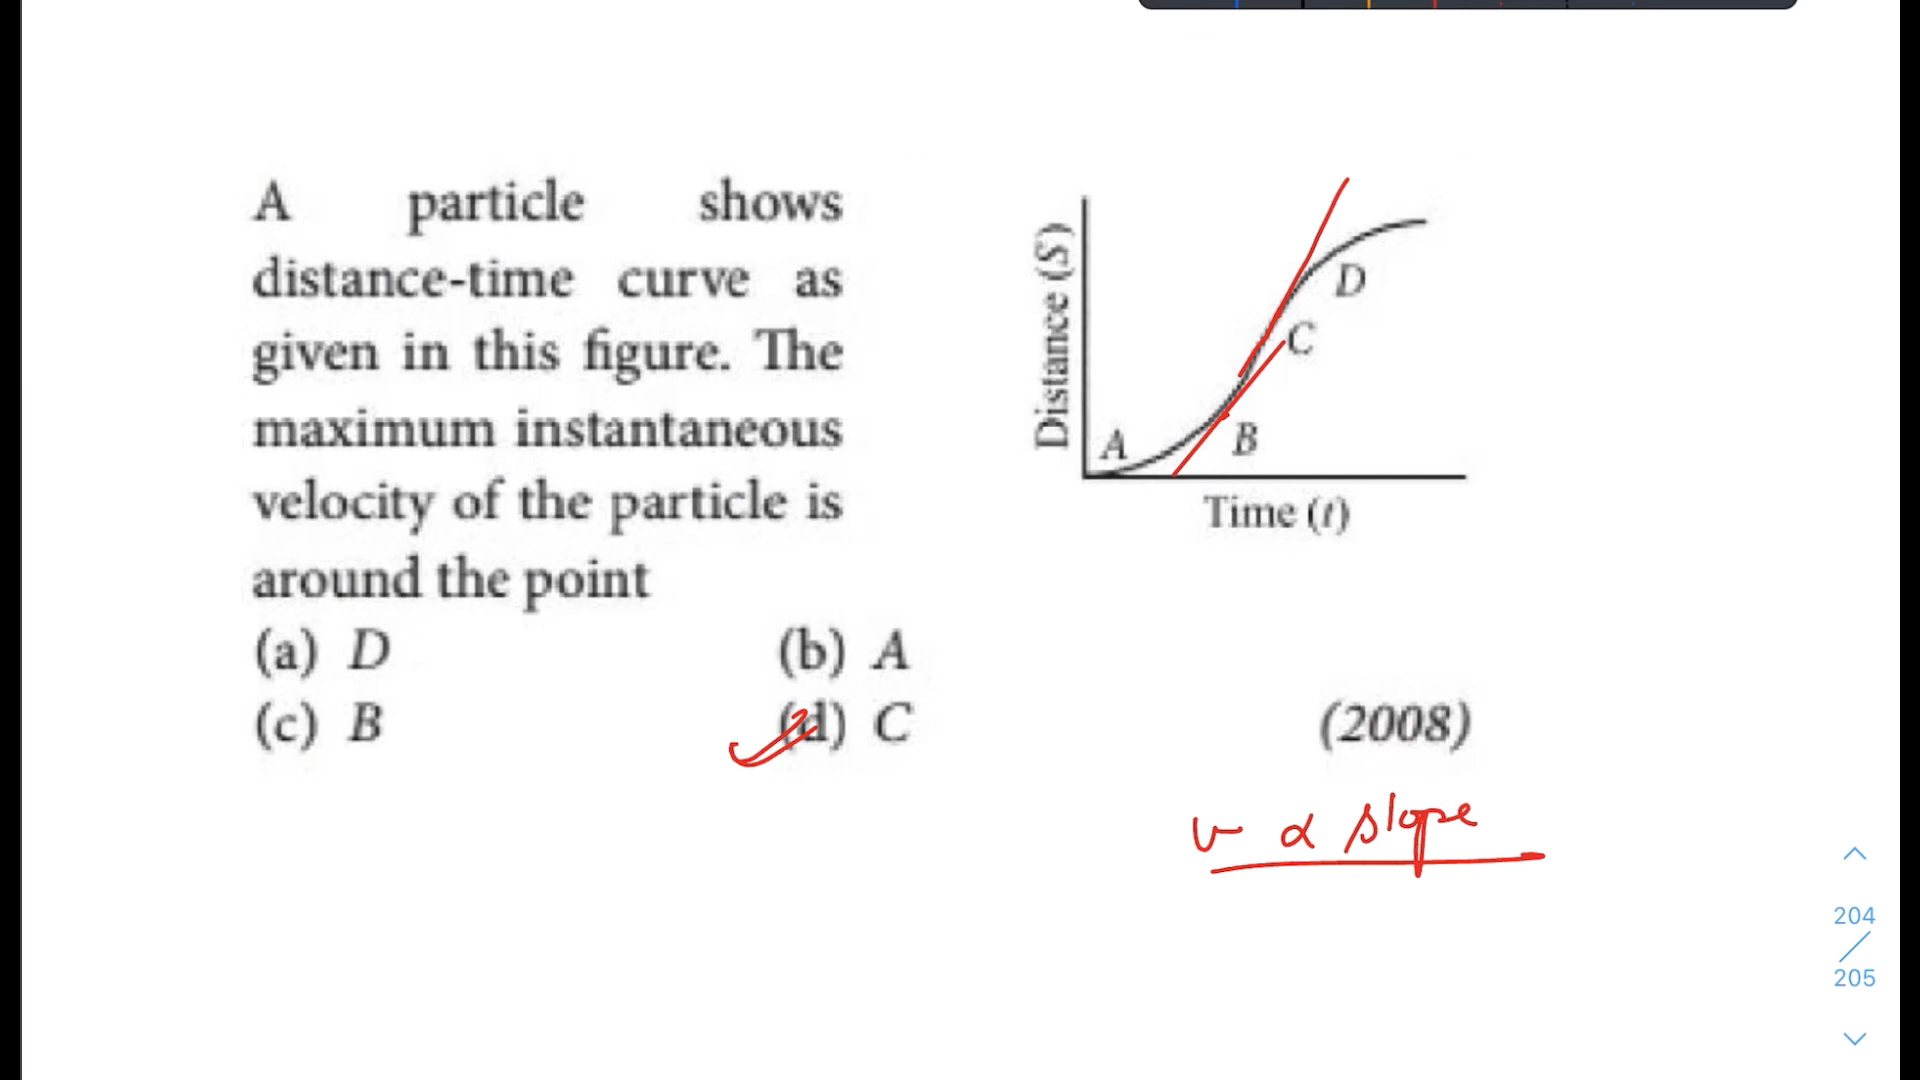 A particle shows
distance-time curve as
given in this figure. The
maximum instantaneous
velocity of the particle is
around the point
(a) D
(b) A
(c) B
(d) C
(2008)
Distance (S)
A
B
C
D
Time (t)
v α slope
204
205